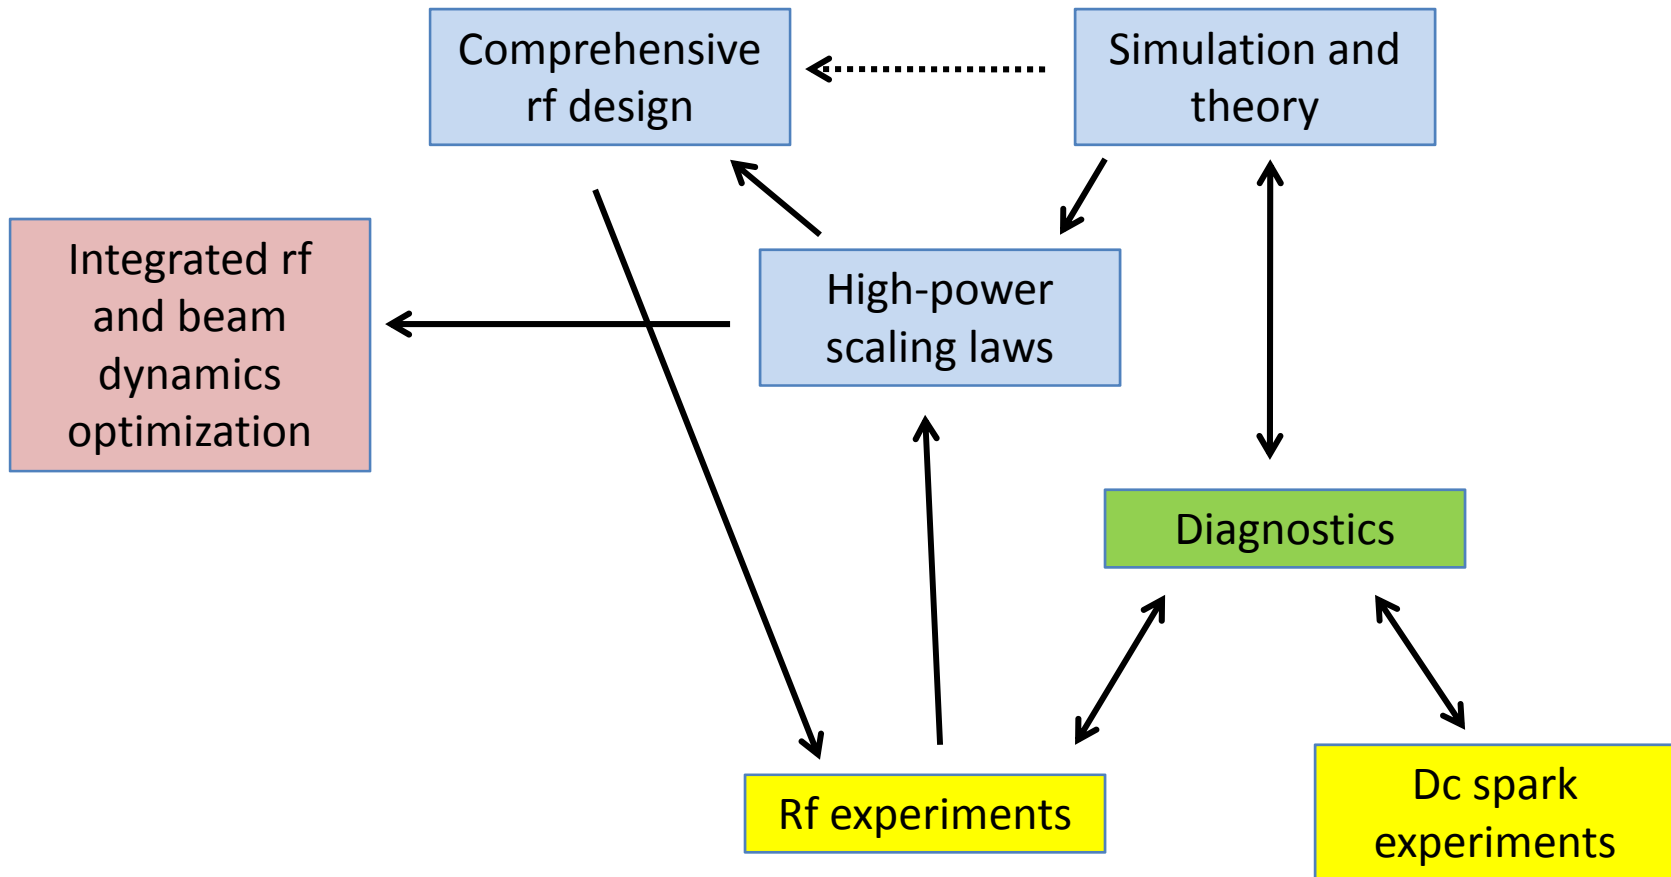 Comprehensive
rf design
Simulation and
theory
Integrated rf
and beam
dynamics
optimization
High-power
scaling laws
Diagnostics
Rf experiments
Dc spark
experiments